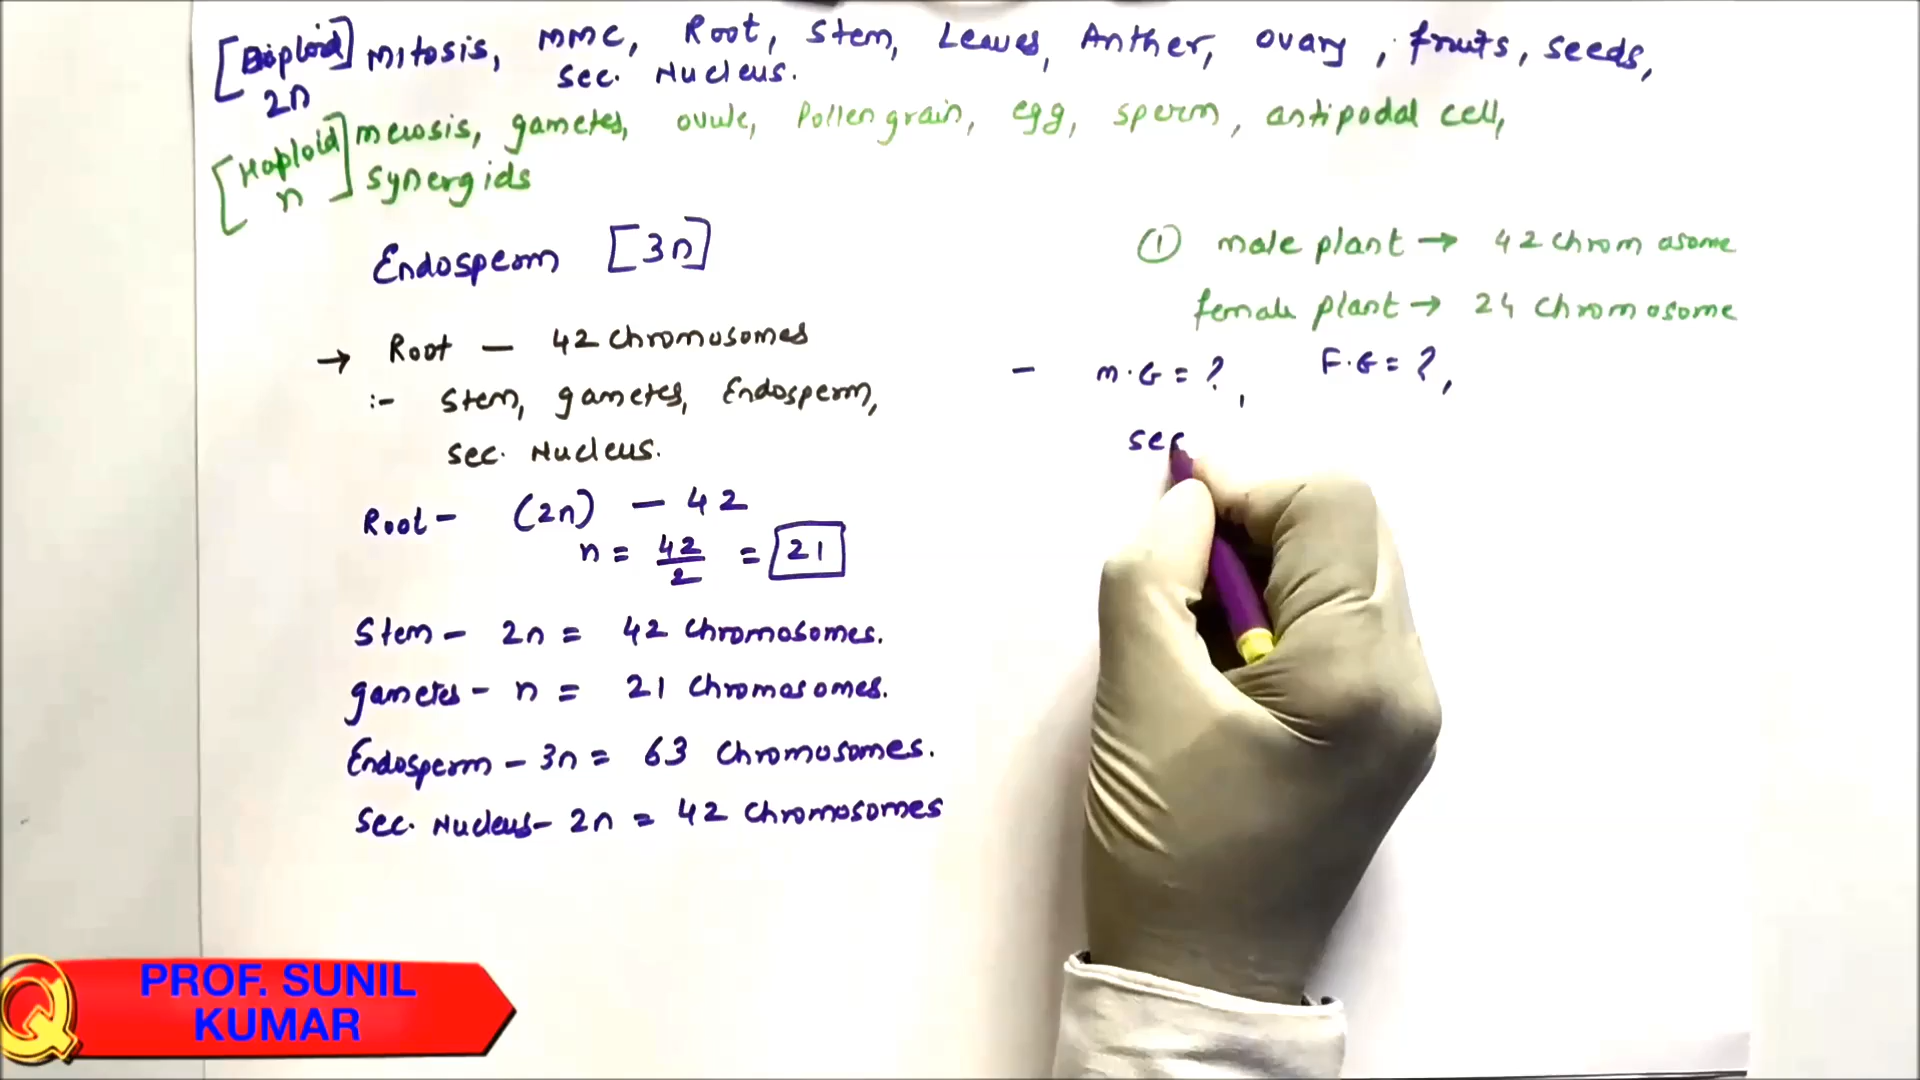 [Diploid] mitosis, mmc, Root, Stem, Leaves, Anther, ovary, fruits, seeds,
2n sec. Nucleus.
[Haploid] meiosis, gametes, ovule, Pollen grain, egg, sperm, antipodal cell,
n synergids
Endosperm [3n]
→ Root - 42 chromosomes
:- Stem, gametes, Endosperm,
sec. Nucleus.
Root - (2n) - 42
n = 42/2 = 21
Stem - 2n = 42 Chromosomes.
gametes - n = 21 Chromosomes.
Endosperm - 3n = 63 Chromosomes.
Sec. Nucleus - 2n = 42 Chromosomes
① male plant → 42 chromosome
female plant → 24 chromosome
- m.G = ?, F.G = ?,
sec
PROF. SUNIL
KUMAR